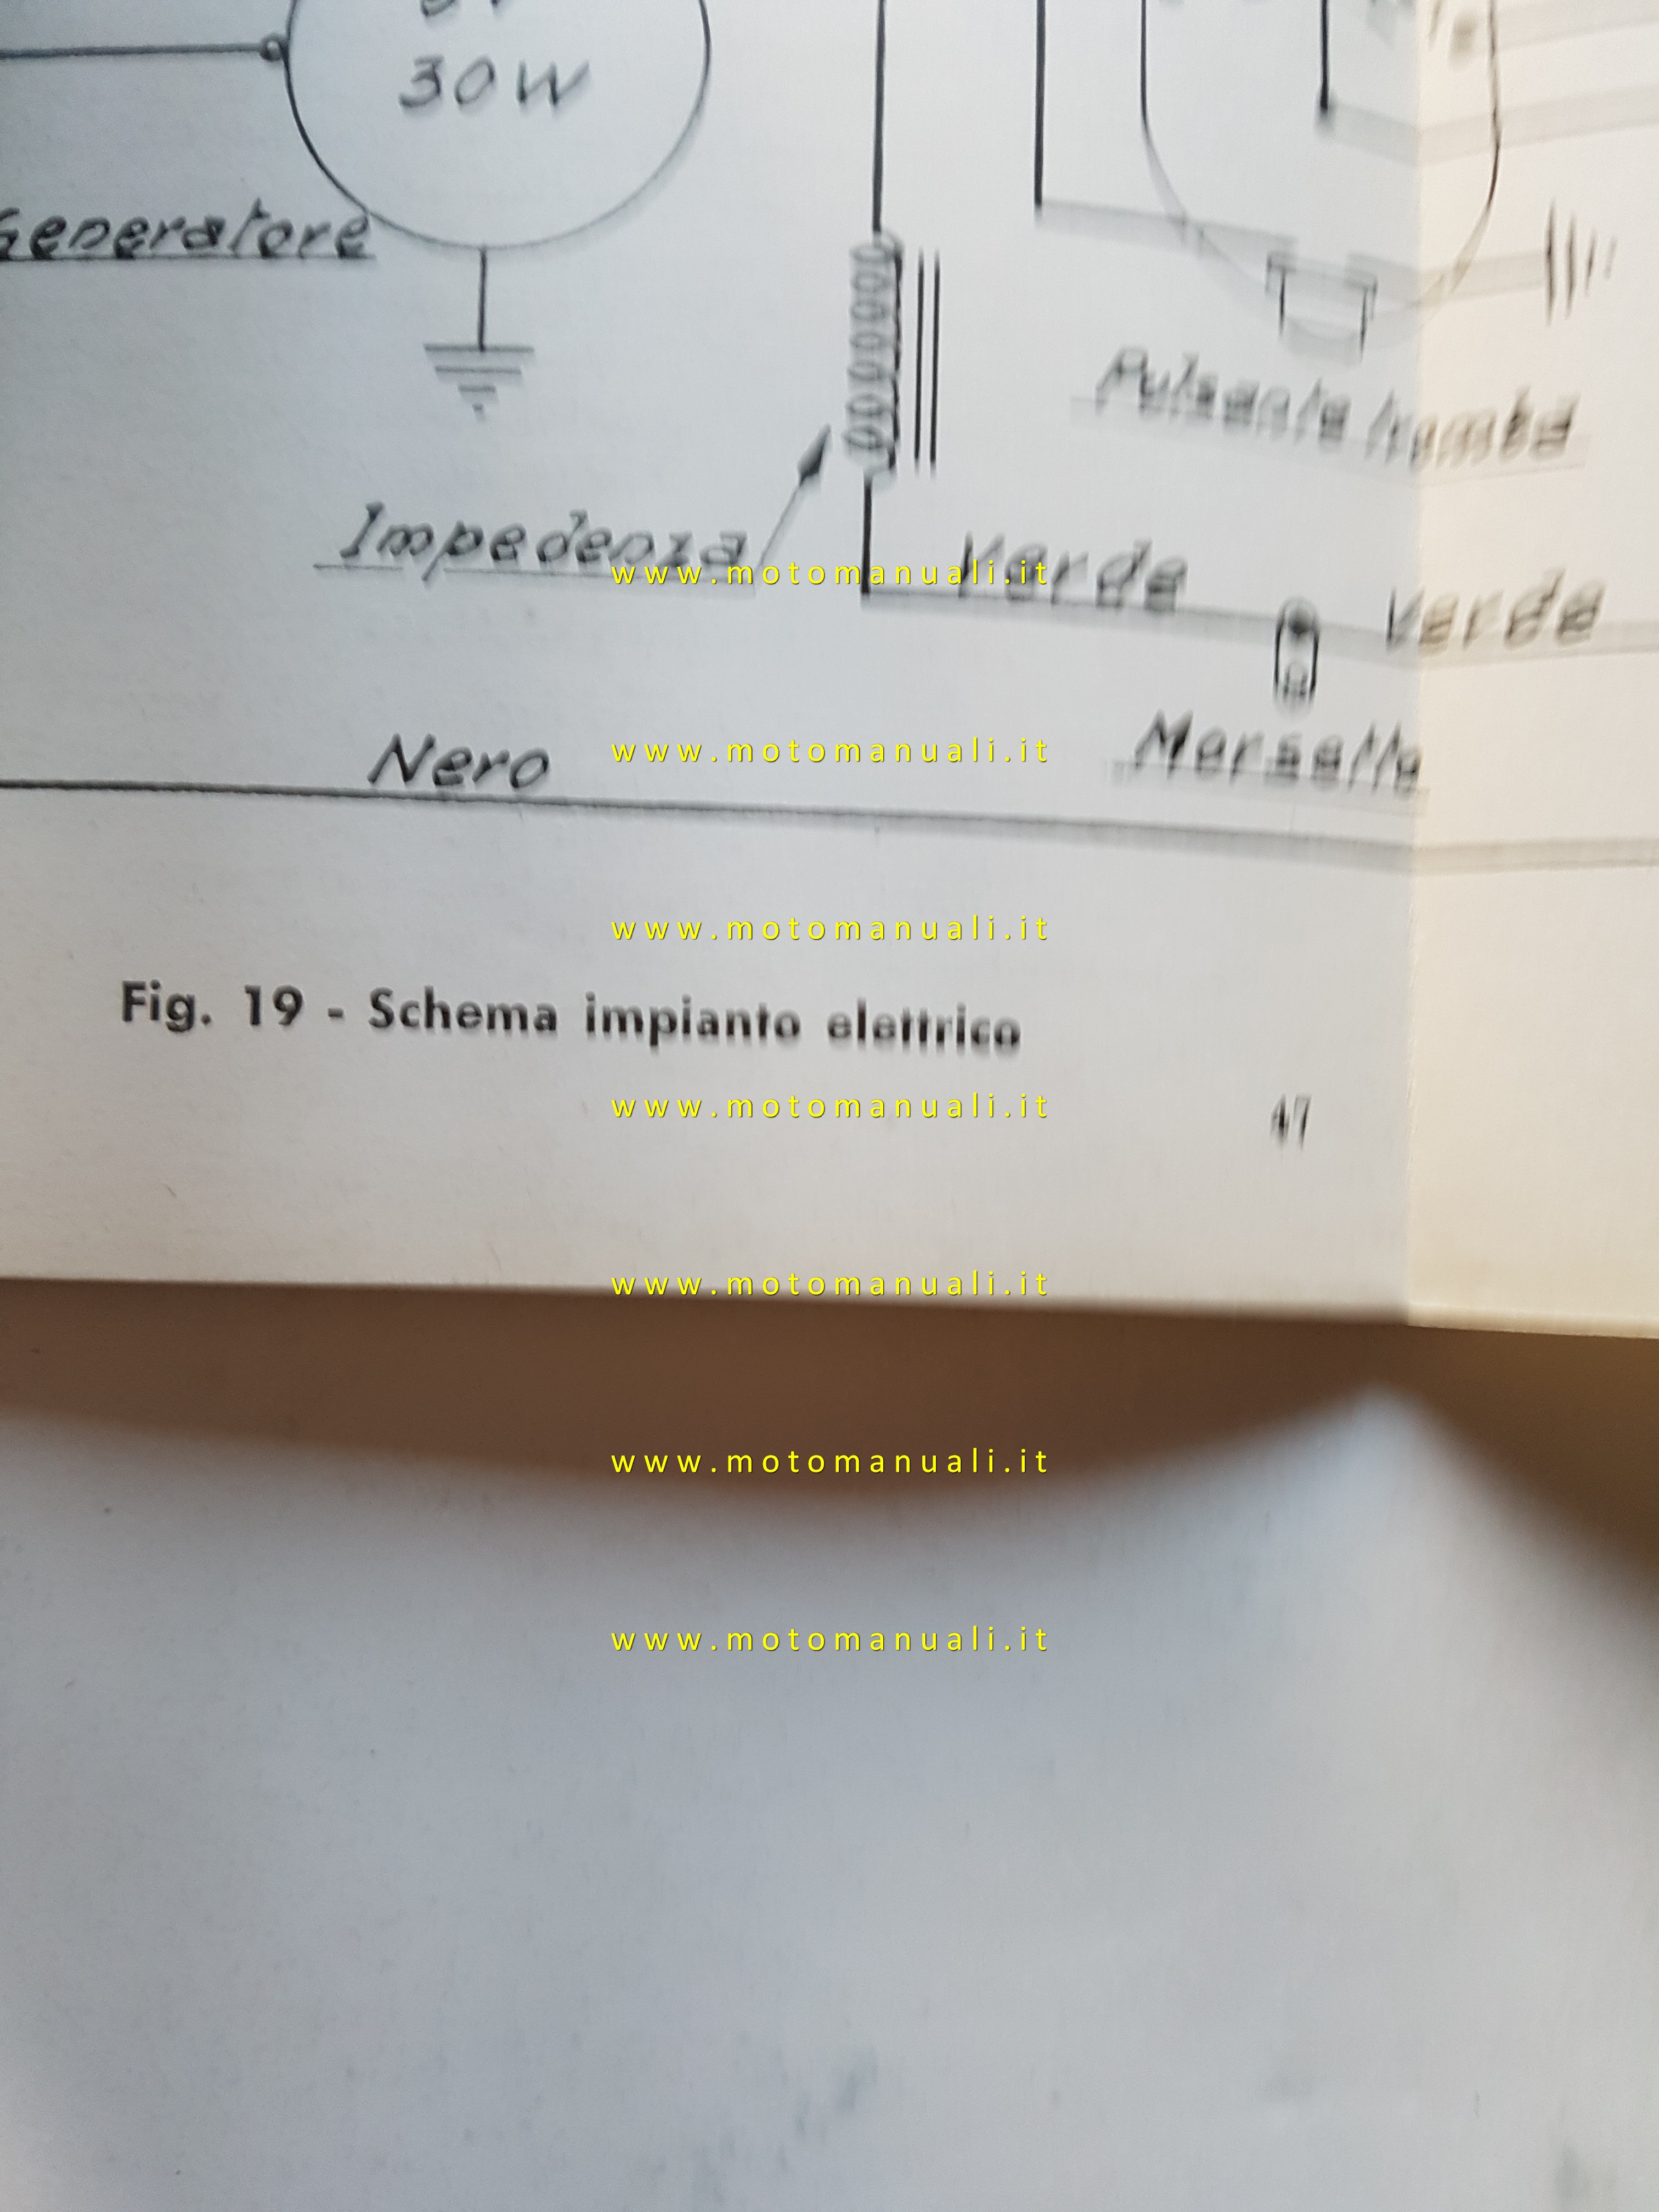 30W
Generatore
Pulsante tromba
Impedenza
Verde
Verde
www.motomanuali.it
Nero
www.motomanuali.it
Morsetto
www.motomanuali.it
Fig. 19 - Schema impianto elettrico
www.motomanuali.it
47
www.motomanuali.it
www.motomanuali.it
www.motomanuali.it